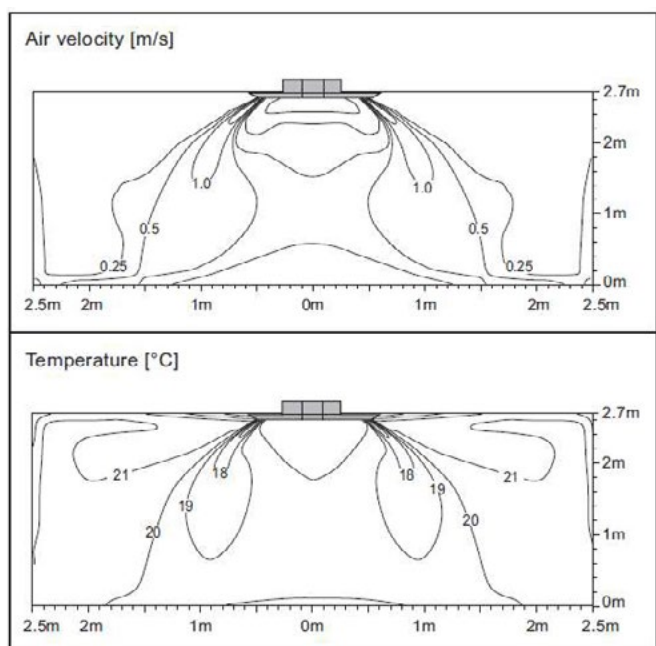 Air velocity [m/s]
2.7m
2m
1.0 1.0
1m
0.5 0.5
0.25 0.25
0m
2.5m 2m 1m 0m 1m 2m 2.5m
Temperature [°C]
2.7m
2m
21 18 18 21
19 19
20 20
1m
0m
2.5m 2m 1m 0m 1m 2m 2.5m